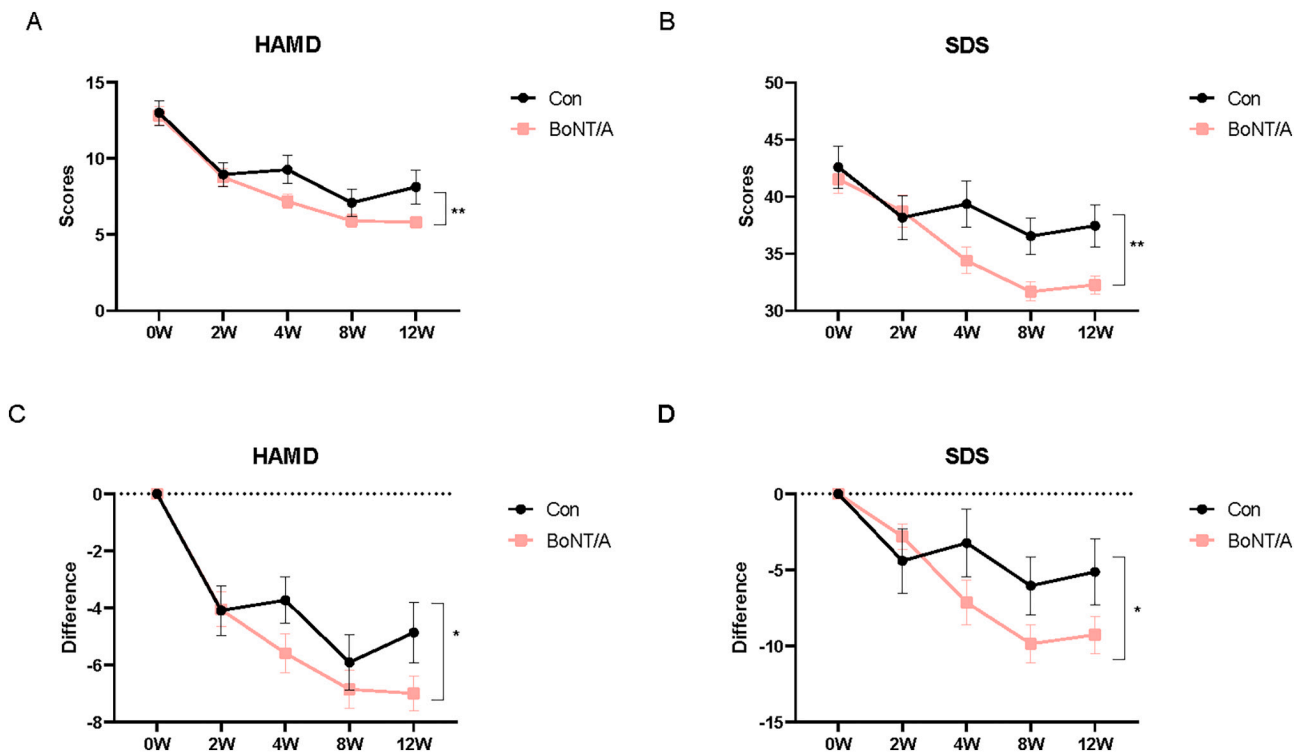 A
HAMD
15
10
5
0
Scores
0W 2W 4W 8W 12W
Con
BoNT/A
**
B
SDS
50
45
40
35
30
Scores
0W 2W 4W 8W 12W
Con
BoNT/A
**
C
HAMD
0
-2
-4
-6
-8
Difference
0W 2W 4W 8W 12W
Con
BoNT/A
*
D
SDS
0
-5
-10
-15
Difference
0W 2W 4W 8W 12W
Con
BoNT/A
*